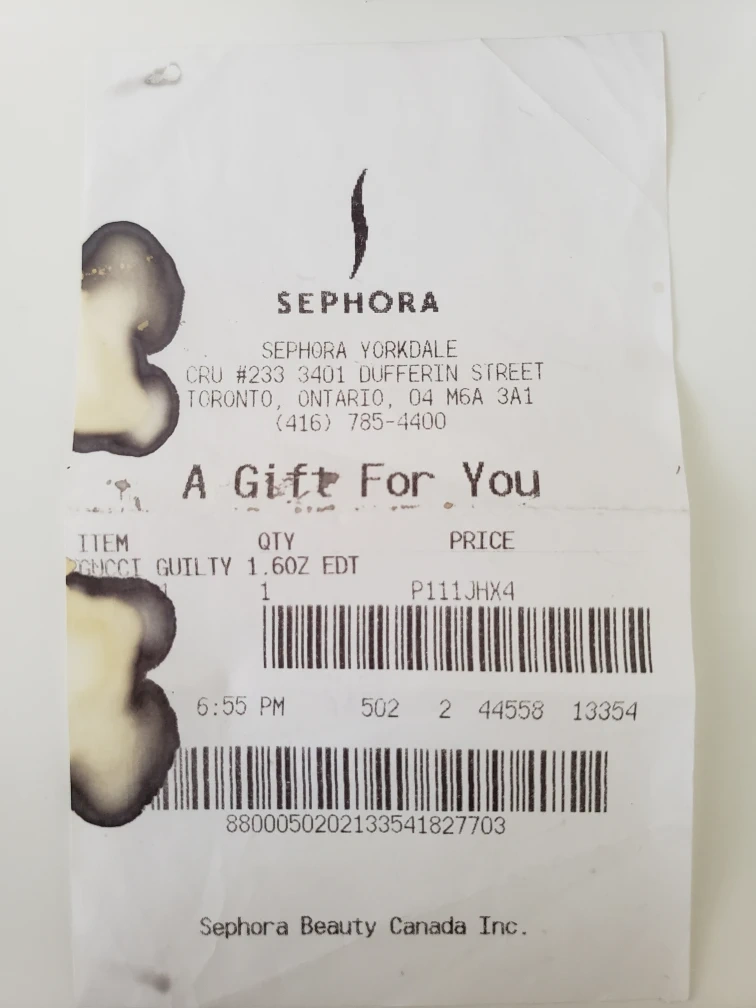 SEPHORA
SEPHORA YORKDALE
CRU #233 3401 DUFFERIN STREET
TORONTO, ONTARIO, O4 M6A 3A1
(416) 785-4400
A Gift For You
ITEM QTY PRICE
GUCCI GUILTY 1.6OZ EDT
1 P111JHX4
6:55 PM 502 2 44558 13354
8800050202133541827703
Sephora Beauty Canada Inc.